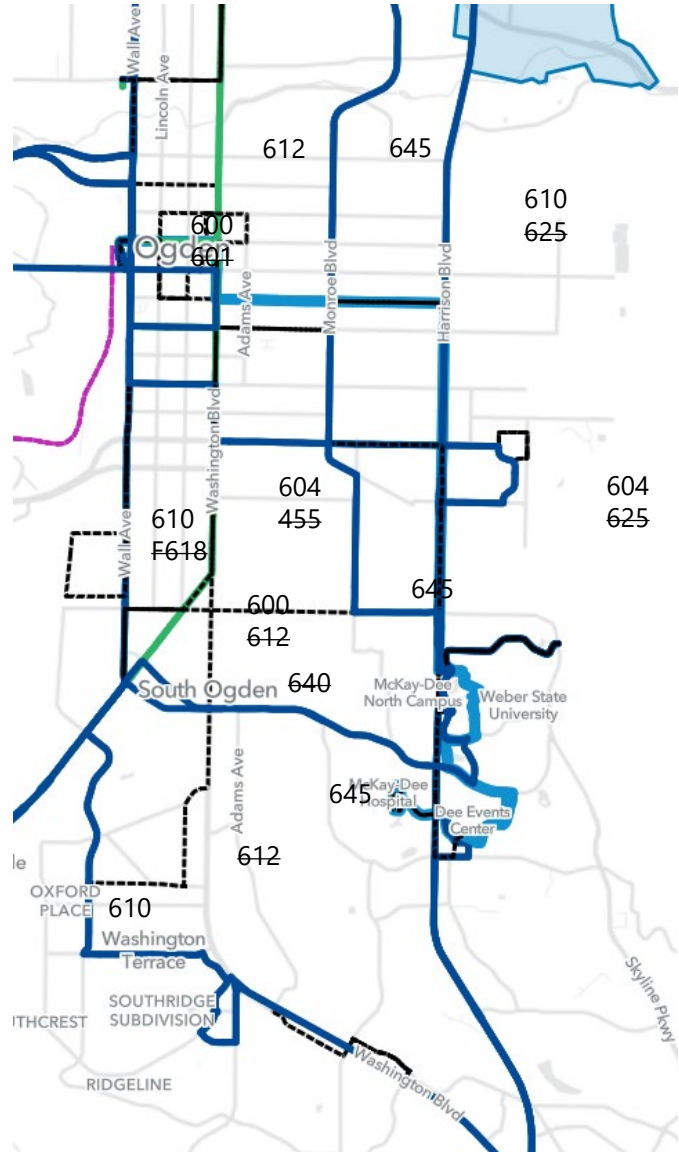 Wall Ave
Lincoln Ave
612
645
610
625
600
Ogden
601
Adams Ave
Monroe Blvd
Harrison Blvd
Washington Blvd
604
455
604
625
610
F618
Wall Ave
645
600
612
640
South Ogden
McKay-Dee
North Campus
Weber State
University
Adams Ave
645
McKay-Dee
Hospital
Dee Events
Center
612
le
OXFORD
PLACE
610
Washington
Terrace
SOUTHRIDGE
SUBDIVISION
THCREST
RIDGELINE
Skyline Pkwy
Washington Blvd